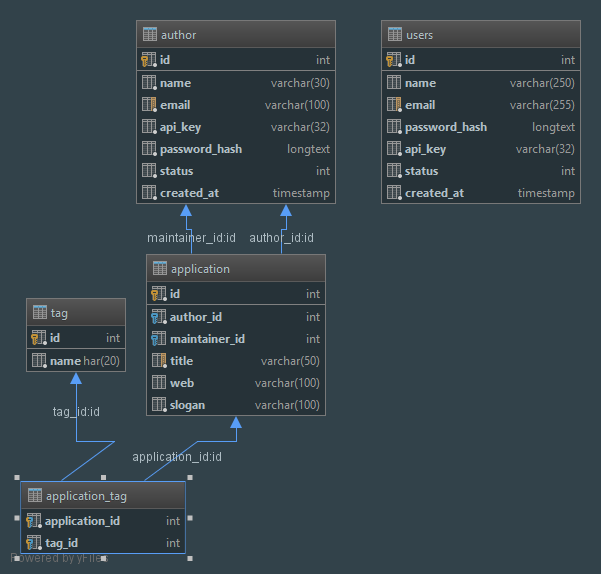 author
id int
name varchar(30)
email varchar(100)
api_key varchar(32)
password_hash longtext
status int
created_at timestamp
users
id int
name varchar(250)
email varchar(255)
password_hash longtext
api_key varchar(32)
status int
created_at timestamp
maintainer_id:id
author_id:id
application
id int
author_id int
maintainer_id int
title varchar(50)
web varchar(100)
slogan varchar(100)
tag
id int
name har(20)
tag_id:id
application_id:id
application_tag
application_id int
tag_id int
Powered by yFiles